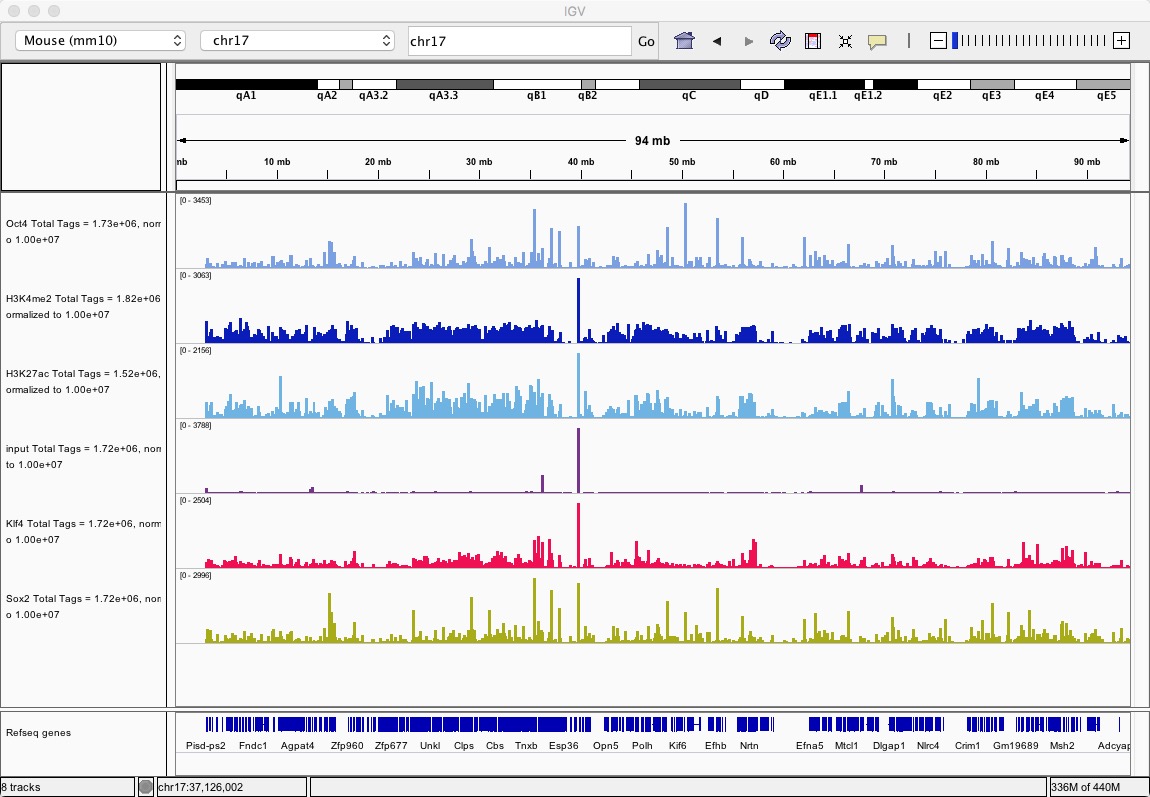 IGV
Mouse (mm10) chr17 chr17 Go
qA1 qA2 qA3.2 qA3.3 qB1 qB2 qC qD qE1.1 qE1.2 qE2 qE3 qE4 qE5
94 mb
mb 10 mb 20 mb 30 mb 40 mb 50 mb 60 mb 70 mb 80 mb 90 mb
[0 - 3453]
Oct4 Total Tags = 1.73e+06, norr
o 1.00e+07
[0 - 3063]
H3K4me2 Total Tags = 1.82e+06
ormalized to 1.00e+07
[0 - 2156]
H3K27ac Total Tags = 1.52e+06,
ormalized to 1.00e+07
[0 - 3788]
input Total Tags = 1.72e+06, norr
to 1.00e+07
[0 - 2504]
Klf4 Total Tags = 1.72e+06, norm
o 1.00e+07
[0 - 2996]
Sox2 Total Tags = 1.72e+06, norr
o 1.00e+07
Refseq genes
Pisd-ps2 Fndc1 Agpat4 Zfp960 Zfp677 Unkl Clps Cbs Tnxb Esp36 Opn5 Polh Kif6 Efhb Nrtn Efna5 Mtcl1 Dlgap1 Nlrc4 Crim1 Gm19689 Msh2 Adcyap
8 tracks chr17:37,126,002 336M of 440M